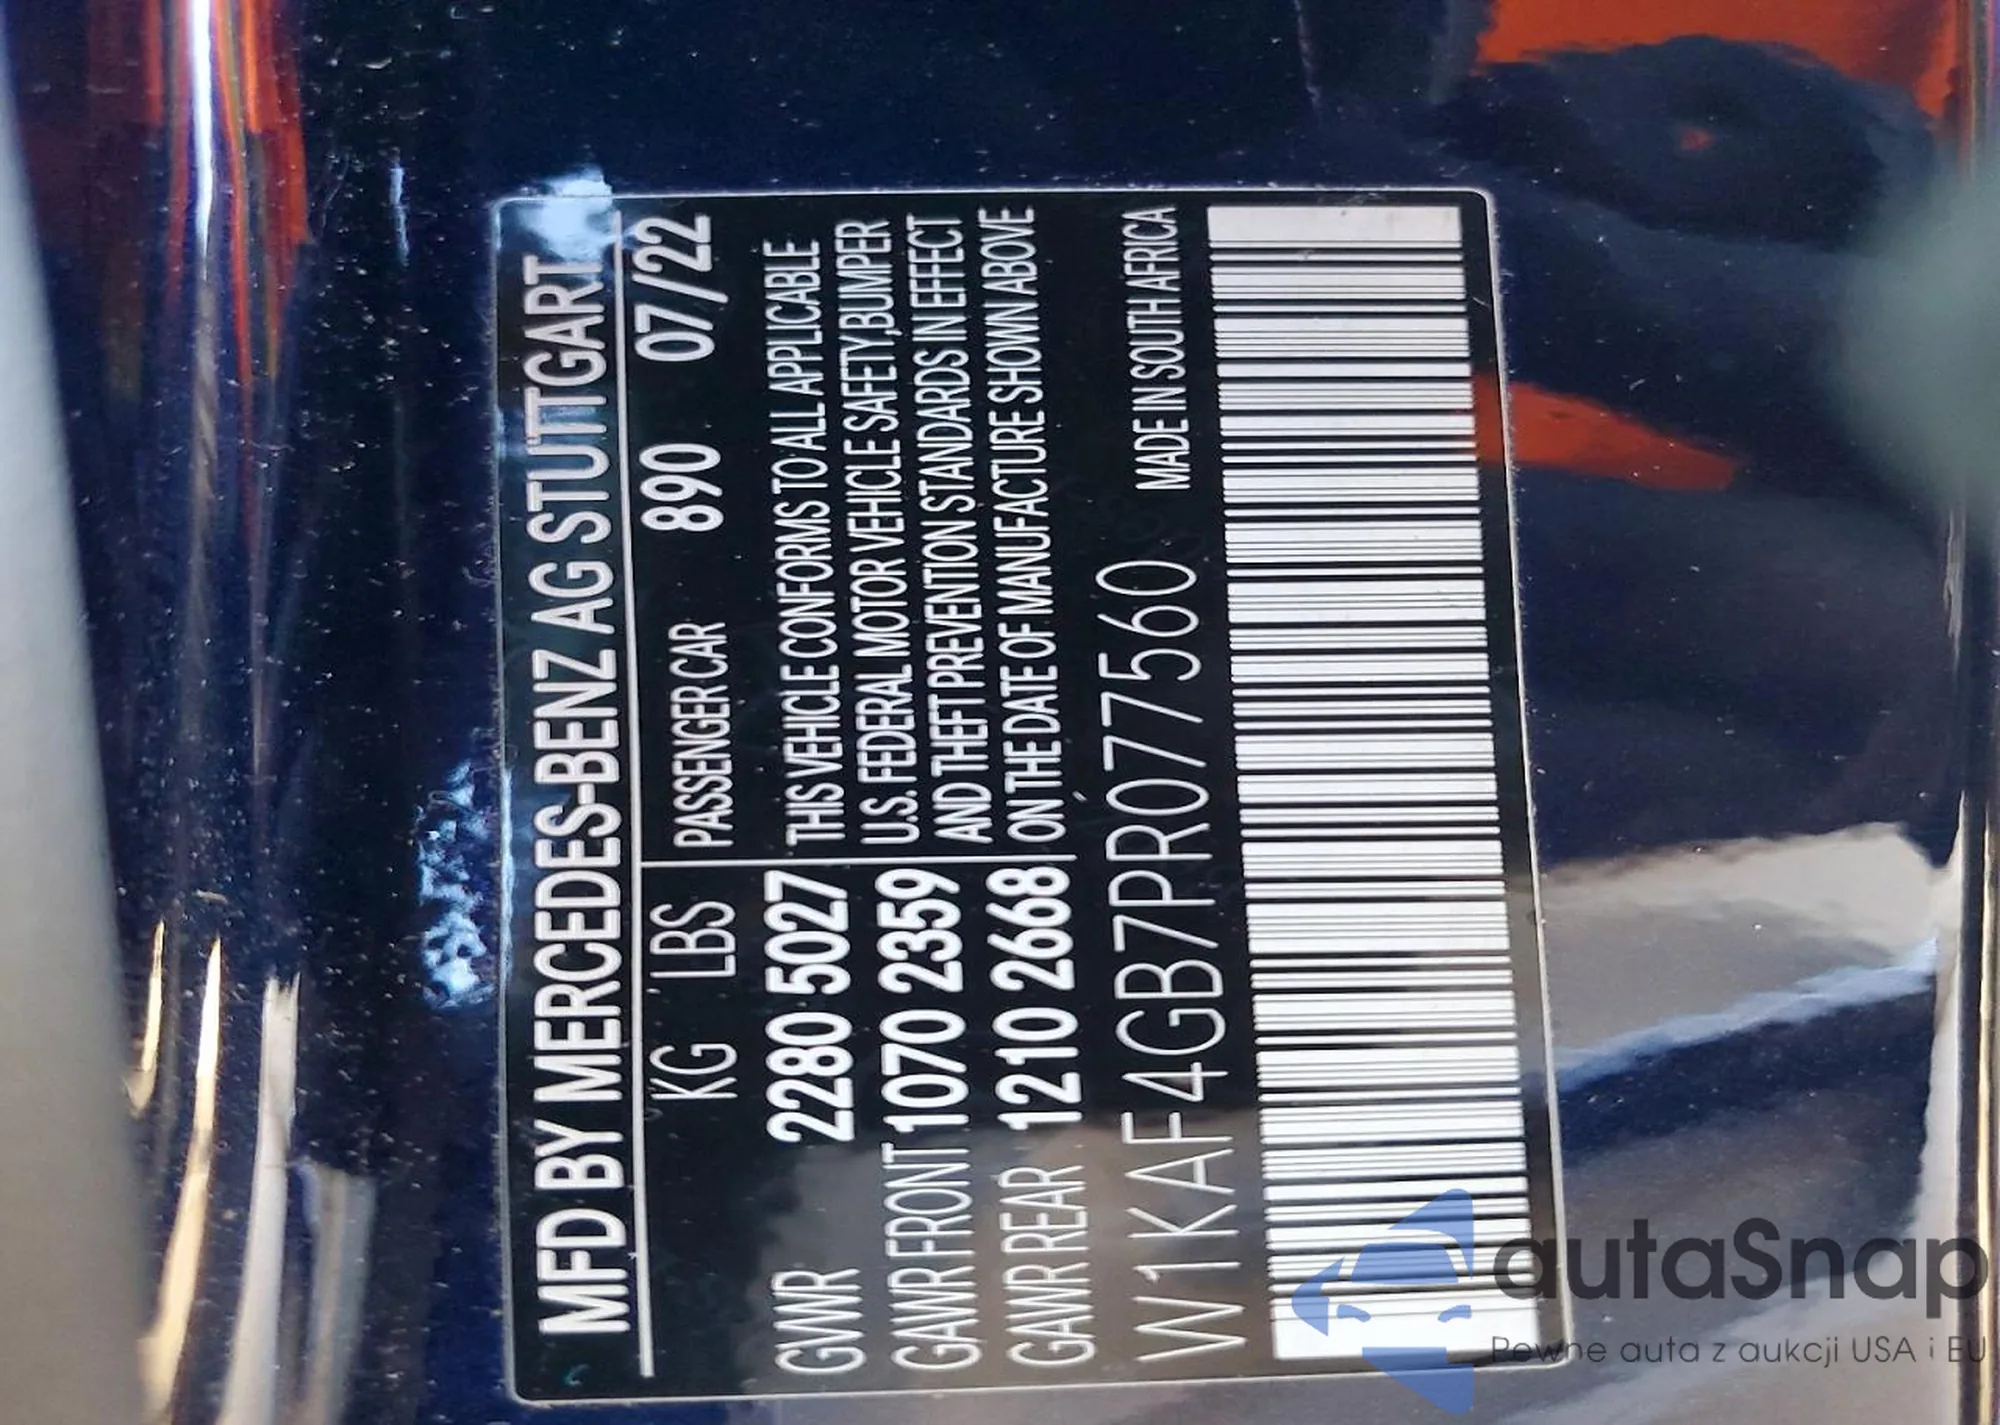 MFD BY MERCEDES-BENZ AG STUTTGART
KG LBS PASSENGER CAR 890 07/22
GVWR 2280 5027 THIS VEHICLE CONFORMS TO ALL APPLICABLE
U.S. FEDERAL MOTOR VEHICLE SAFETY,BUMPER
GAWR FRONT 1070 2359 AND THEFT PREVENTION STANDARDS IN EFFECT
GAWR REAR 1210 2668 ON THE DATE OF MANUFACTURE SHOWN ABOVE
W1KAF4GB7PR077560 MADE IN SOUTH AFRICA
autaSnap
Pewne auta z aukcji USA i EU